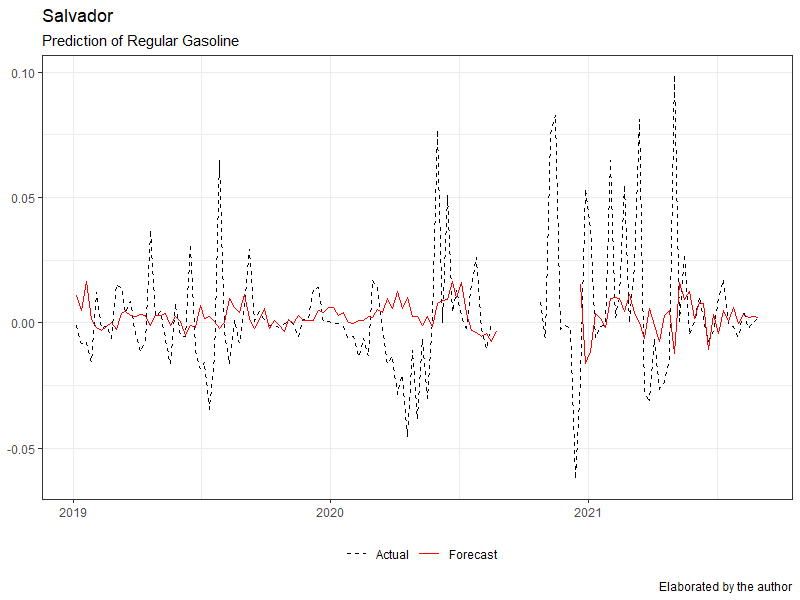 Salvador
Prediction of Regular Gasoline
0.10
0.05
0.00
-0.05
2019 2020 2021
Actual Forecast
Elaborated by the author